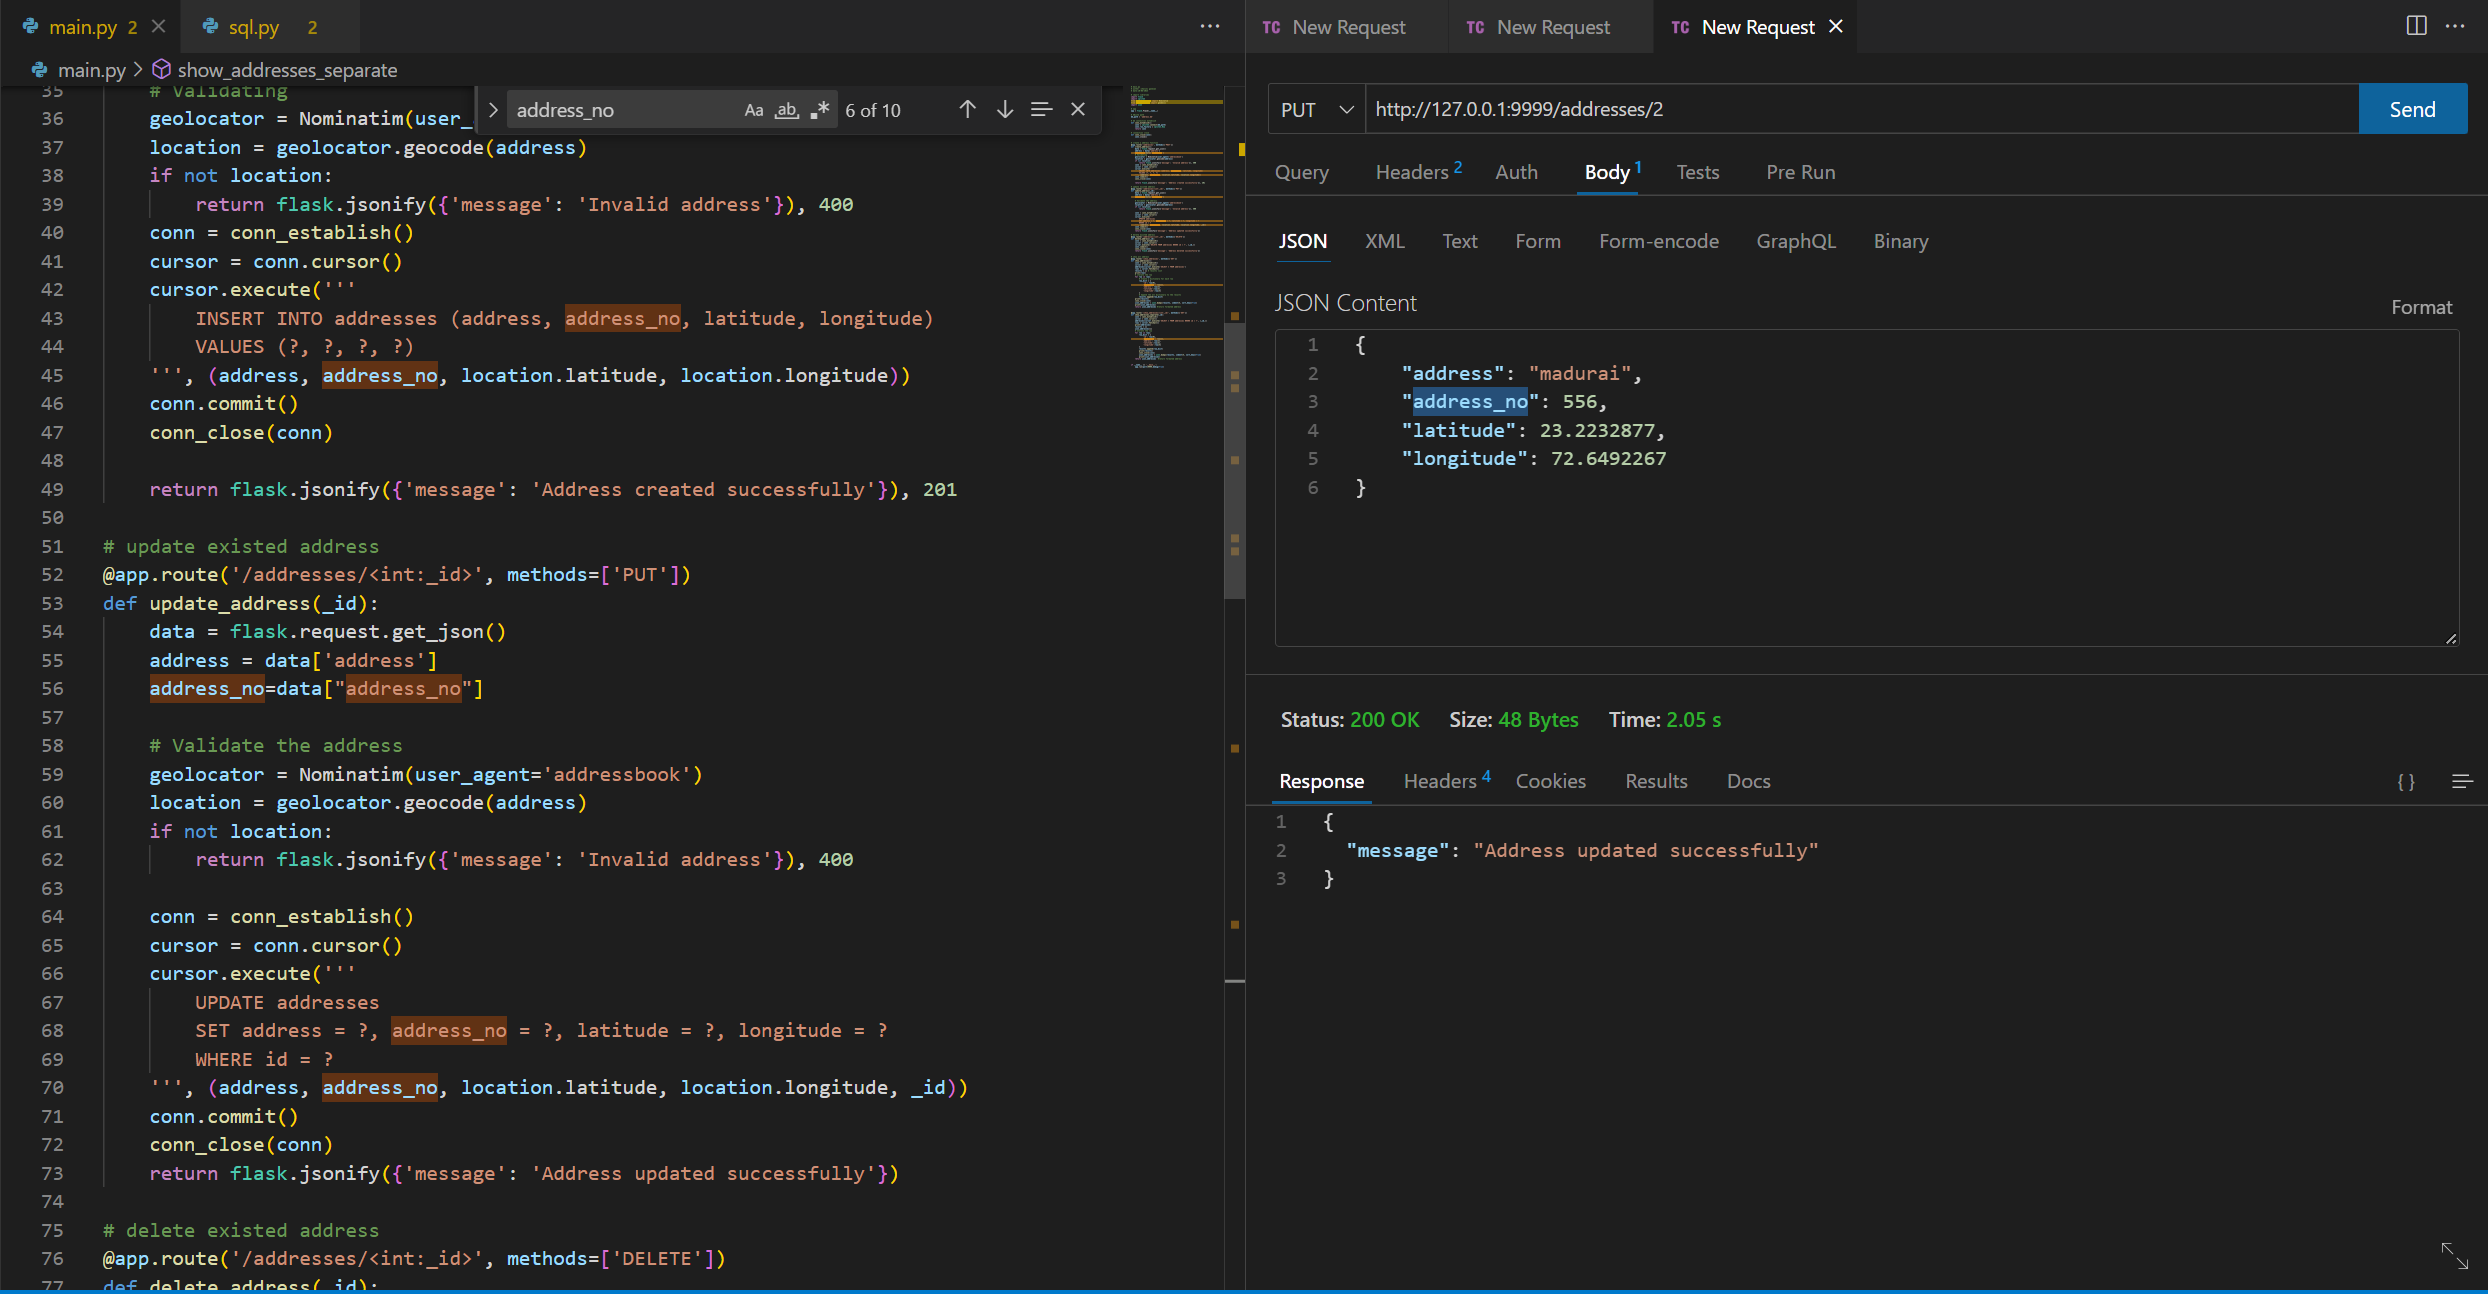 main.py 2
sql.py 2
main.py > show_addresses_separate
address_no
Aa ab .* 6 of 10
35 # Validating
36 geolocator = Nominatim(user_
37 location = geolocator.geocode(address)
38 if not location:
39 return flask.jsonify({'message': 'Invalid address'}), 400
40 conn = conn_establish()
41 cursor = conn.cursor()
42 cursor.execute('''
43 INSERT INTO addresses (address, address_no, latitude, longitude)
44 VALUES (?, ?, ?, ?)
45 ''', (address, address_no, location.latitude, location.longitude))
46 conn.commit()
47 conn_close(conn)
48
49 return flask.jsonify({'message': 'Address created successfully'}), 201
50
51 # update existed address
52 @app.route('/addresses/<int:_id>', methods=['PUT'])
53 def update_address(_id):
54 data = flask.request.get_json()
55 address = data['address']
56 address_no=data["address_no"]
57
58 # Validate the address
59 geolocator = Nominatim(user_agent='addressbook')
60 location = geolocator.geocode(address)
61 if not location:
62 return flask.jsonify({'message': 'Invalid address'}), 400
63
64 conn = conn_establish()
65 cursor = conn.cursor()
66 cursor.execute('''
67 UPDATE addresses
68 SET address = ?, address_no = ?, latitude = ?, longitude = ?
69 WHERE id = ?
70 ''', (address, address_no, location.latitude, location.longitude, _id))
71 conn.commit()
72 conn_close(conn)
73 return flask.jsonify({'message': 'Address updated successfully'})
74
75 # delete existed address
76 @app.route('/addresses/<int:_id>', methods=['DELETE'])
77 def delete_address(_id):
TC New Request
TC New Request
TC New Request
PUT http://127.0.0.1:9999/addresses/2 Send
Query Headers 2 Auth Body 1 Tests Pre Run
JSON XML Text Form Form-encode GraphQL Binary
JSON Content
Format
1 {
2 "address": "madurai",
3 "address_no": 556,
4 "latitude": 23.2232877,
5 "longitude": 72.6492267
6 }
Status: 200 OK Size: 48 Bytes Time: 2.05 s
Response Headers 4 Cookies Results Docs { }
1 {
2 "message": "Address updated successfully"
3 }